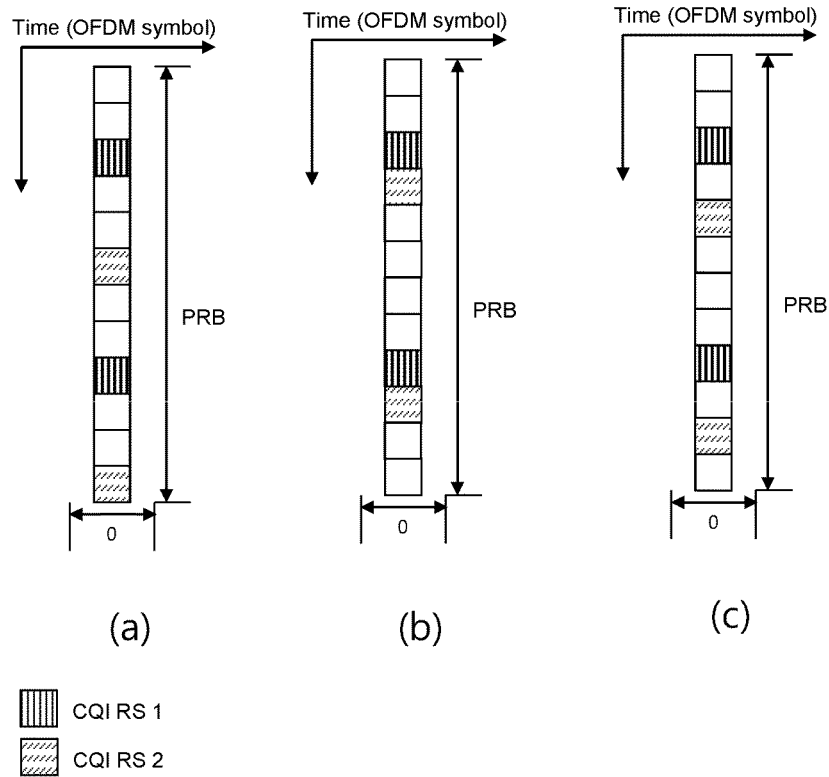 Time (OFDM symbol)
Time (OFDM symbol)
Time (OFDM symbol)
PRB
PRB
PRB
0
0
0
(a)
(b)
(c)
CQI RS 1
CQI RS 2